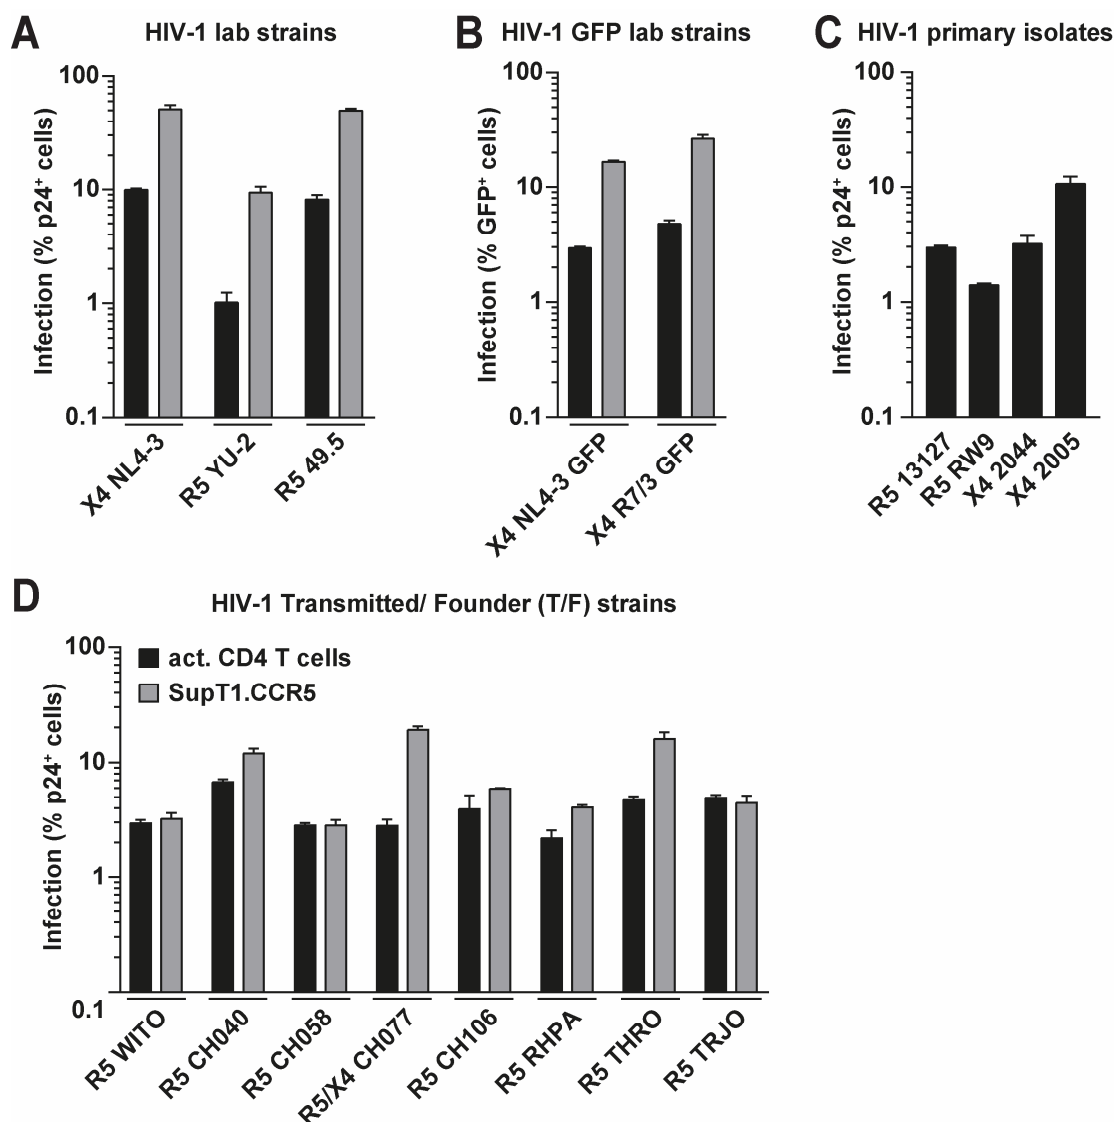 A
HIV-1 lab strains
Infection (% p24⁺ cells)
100
10
1
0.1
X4 NL4-3
R5 YU-2
R5 49.5
B
HIV-1 GFP lab strains
Infection (% GFP⁺ cells)
100
10
1
0.1
X4 NL4-3 GFP
X4 R7/3 GFP
C
HIV-1 primary isolates
Infection (% p24⁺ cells)
100
10
1
0.1
R5 13127
R5 RW9
X4 2044
X4 2005
D
HIV-1 Transmitted/ Founder (T/F) strains
act. CD4 T cells
SupT1.CCR5
Infection (% p24⁺ cells)
100
10
1
0.1
R5 WITO
R5 CH040
R5 CH058
R5/X4 CH077
R5 CH106
R5 RHPA
R5 THRO
R5 TRJO